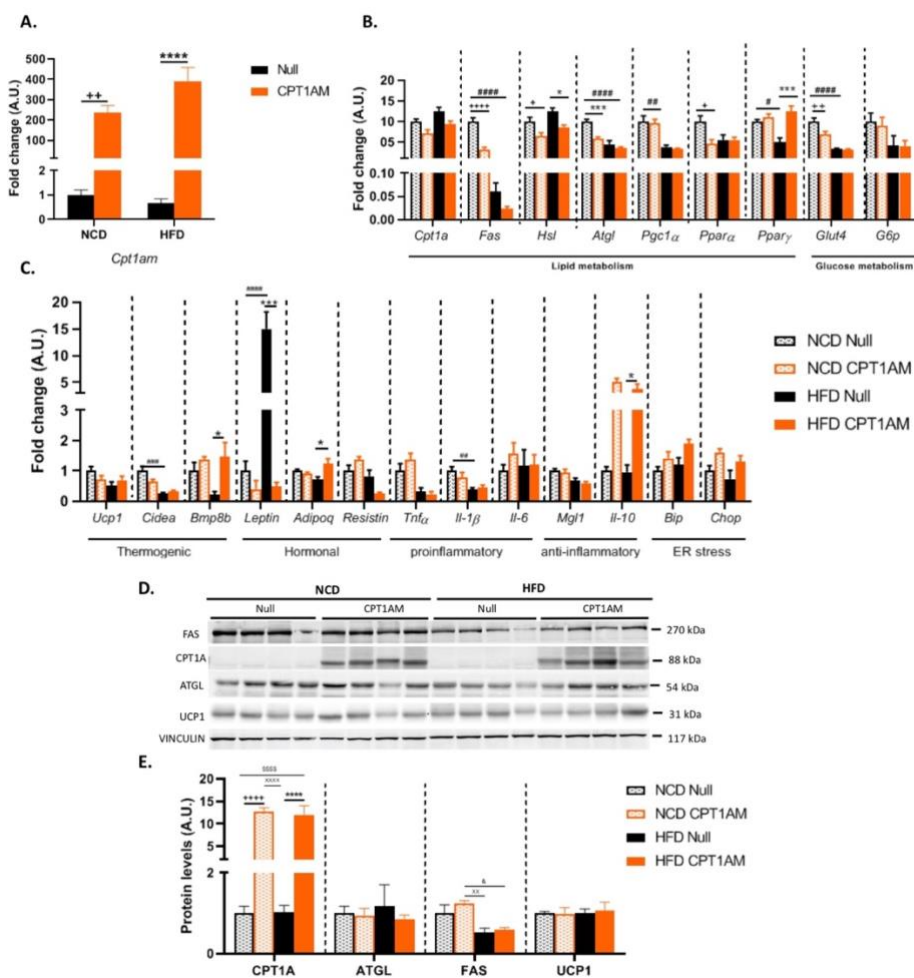 A.
Fold change (A.U.)
500
400
300
200
100
2
1
0
++
****
NCD HFD
Cpt1am
Null
CPT1AM
B.
Fold change (A.U.)
15
10
05
0.10
0.05
0.00
####
++++
+ *
####
***
##
+
# ***
####
++
Cpt1a Fas Hsl Atgl Pgc1α Pparα Pparγ Glut4 G6p
Lipid metabolism Glucose metabolism
C.
Fold change (A.U.)
20
15
10
5
3
2
1
0
###
*
####
***
*
##
*
Ucp1 Cidea Bmp8b Leptin Adipoq Resistin Tnfα Il-1β Il-6 Mgl1 Il-10 Bip Chop
Thermogenic Hormonal proinflammatory anti-inflammatory ER stress
NCD Null
NCD CPT1AM
HFD Null
HFD CPT1AM
D.
NCD HFD
Null CPT1AM Null CPT1AM
FAS 270 kDa
CPT1A 88 kDa
ATGL 54 kDa
UCP1 31 kDa
VINCULIN 117 kDa
E.
Protein levels (A.U.)
20
15
10
5
2
0
++++
****
&
xx
CPT1A ATGL FAS UCP1
NCD Null
NCD CPT1AM
HFD Null
HFD CPT1AM